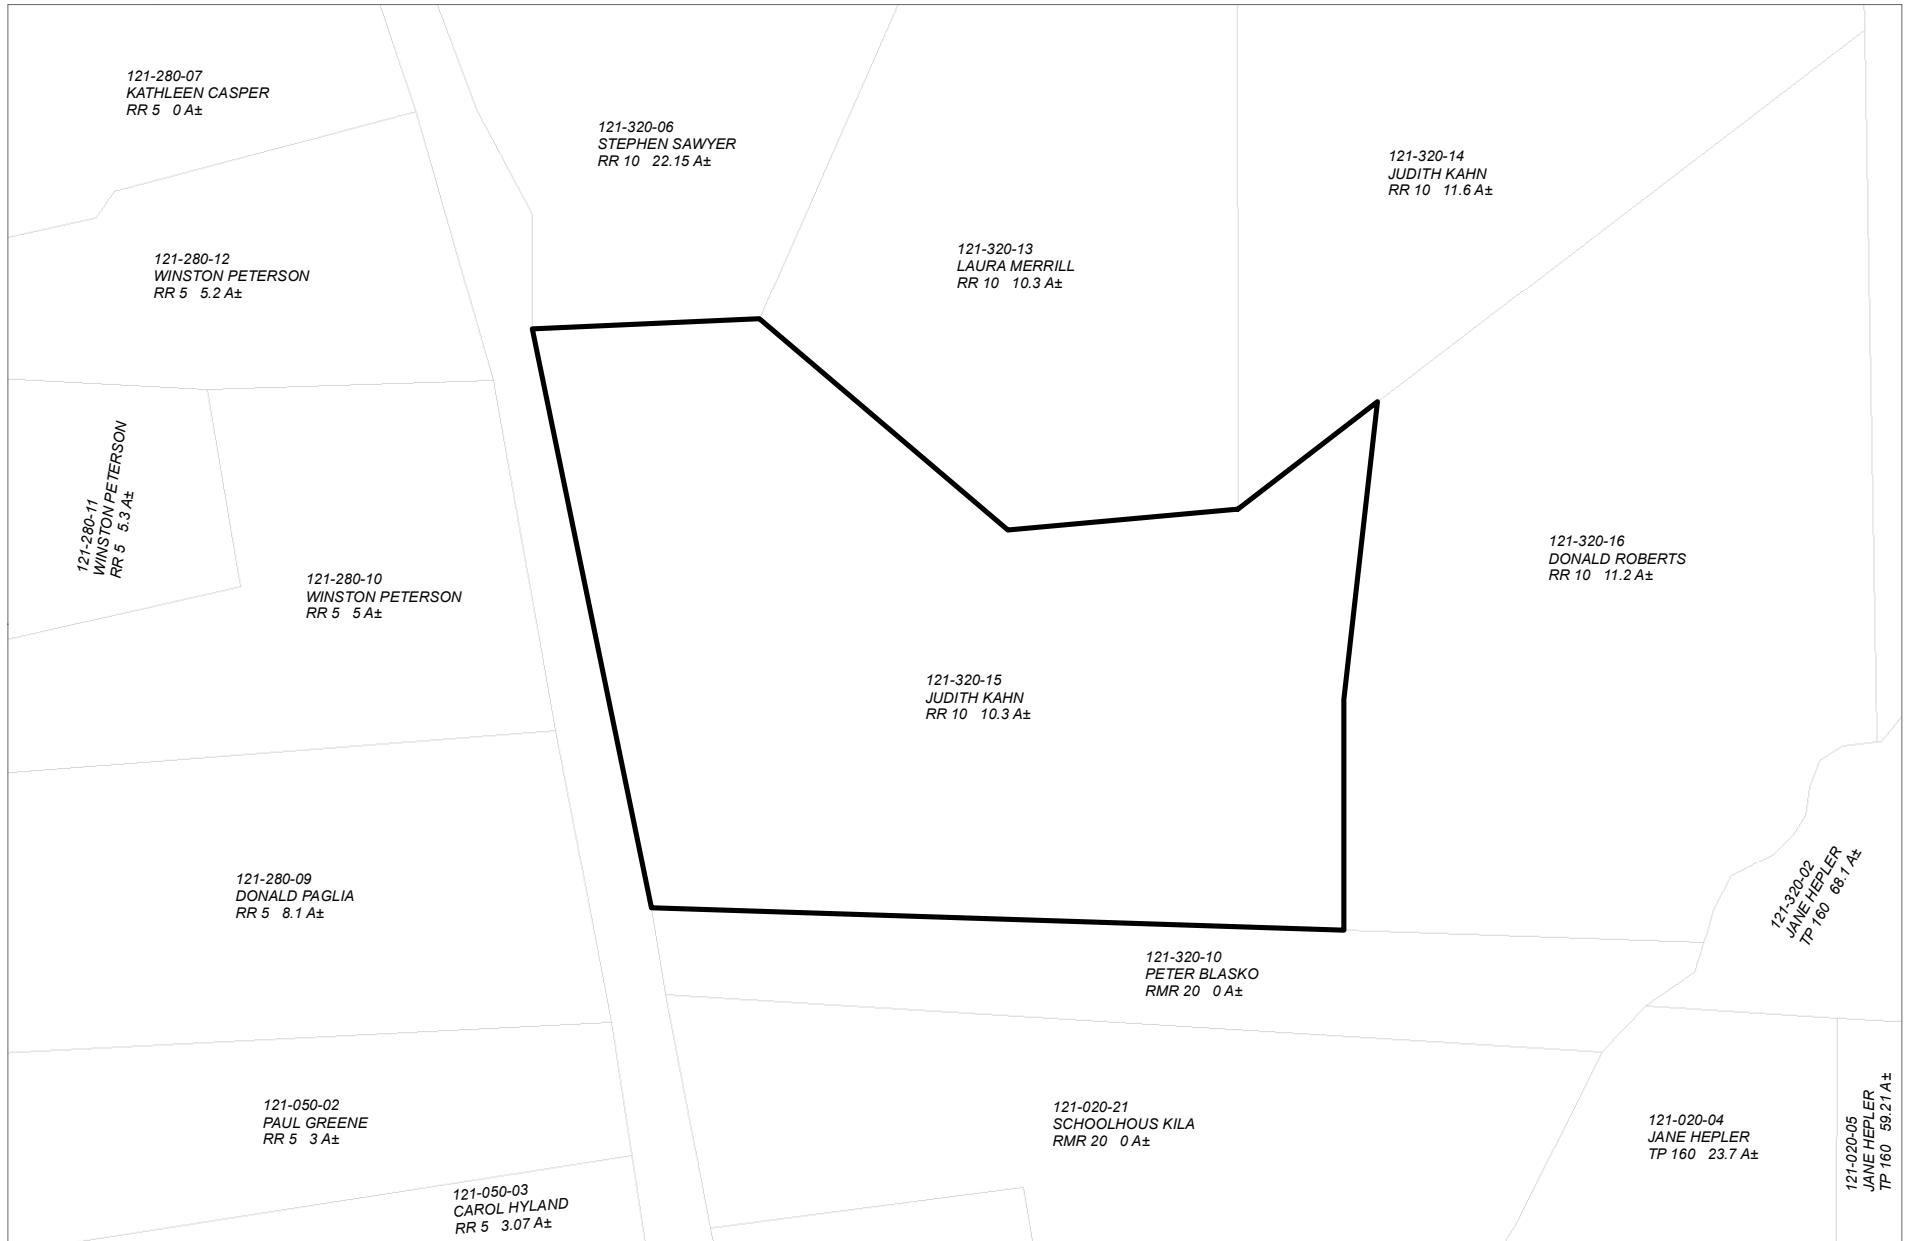 121-280-07
KATHLEEN CASPER
RR 5 0 A±
121-320-06
STEPHEN SAWYER
RR 10 22.15 A±
121-320-14
JUDITH KAHN
RR 10 11.6 A±
121-280-12
WINSTON PETERSON
RR 5 5.2 A±
121-320-13
LAURA MERRILL
RR 10 10.3 A±
121-280-11
WINSTON PETERSON
RR 5 5.3 A±
121-280-10
WINSTON PETERSON
RR 5 5 A±
121-320-16
DONALD ROBERTS
RR 10 11.2 A±
121-320-15
JUDITH KAHN
RR 10 10.3 A±
121-280-09
DONALD PAGLIA
RR 5 8.1 A±
121-320-02
JANE HEPLER
TP 160 68.1 A±
121-320-10
PETER BLASKO
RMR 20 0 A±
121-050-02
PAUL GREENE
RR 5 3 A±
121-020-21
SCHOOLHOUS KILA
RMR 20 0 A±
121-020-04
JANE HEPLER
TP 160 23.7 A±
121-020-05
JANE HEPLER
TP 160 59.21 A±
121-050-03
CAROL HYLAND
RR 5 3.07 A±